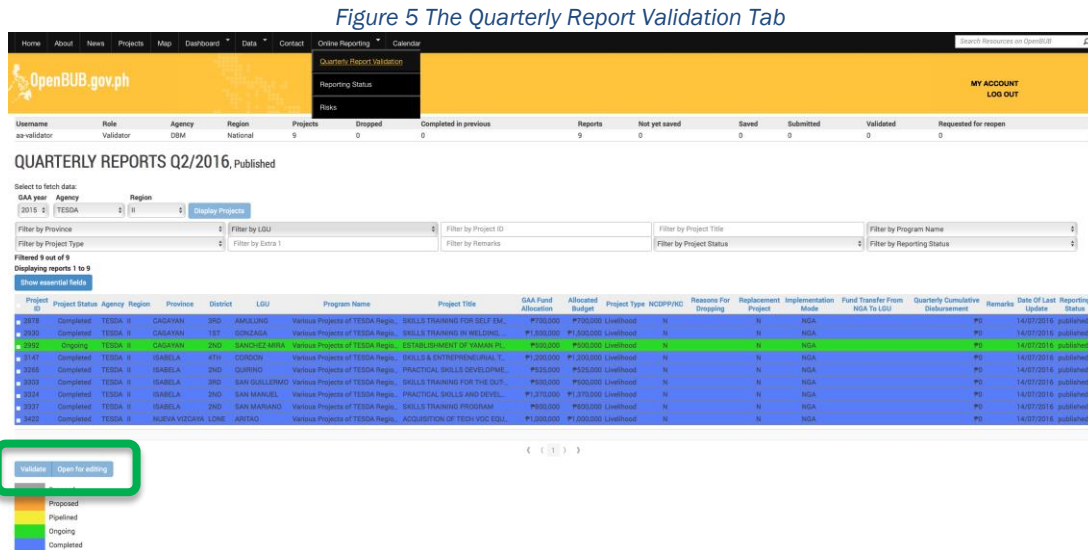 Figure 5 The Quarterly Report Validation Tab
Home About News Projects Map Dashboard Data Contact Online Reporting Calendar Search Resources on OpenBUB
Quarterly Report Validation
Reporting Status
Risks
OpenBUB.gov.ph
MY ACCOUNT
LOG OUT
Username Role Agency Region Projects Dropped Completed in previous Reports Not yet saved Saved Submitted Validated Requested for reopen
aa-validator Validator DBM National 9 0 0 9 0 0 0 0 0
QUARTERLY REPORTS Q2/2016, Published
Select to fetch data:
GAA year Agency Region
2015 TESDA II Display Projects
Filter by Province Filter by LGU Filter by Project ID Filter by Project Title Filter by Program Name
Filter by Project Type Filter by Extra 1 Filter by Remarks Filter by Project Status Filter by Reporting Status
Filtered 9 out of 9
Displaying reports 1 to 9
Show essential fields
Project ID Project Status Agency Region Province District LGU Program Name Project Title GAA Fund Allocation Allocated Budget Project Type NCDPP/KC Reasons For Dropping Replacement Project Implementation Mode Fund Transfer From NGA To LGU Quarterly Cumulative Disbursement Remarks Date Of Last Update Reporting Status
Completed TESDA II CAGAYAN 3RD AMULUNG Various Projects of TESDA Regio... SKILLS TRAINING FOR SELF EM... ₱700,000 ₱700,000 Livelihood N N NGA ₱0 14/07/2016 published
2930 Completed TESDA II CAGAYAN 1ST GONZAGA Various Projects of TESDA Regio... SKILLS TRAINING IN WELDING, ... ₱1,500,000 ₱1,500,000 Livelihood N N NGA ₱0 14/07/2016 published
2992 Ongoing TESDA II CAGAYAN 2ND SANCHEZ-MIRA Various Projects of TESDA Regio... ESTABLISHMENT OF YAMAN PI... ₱500,000 ₱500,000 Livelihood N N NGA ₱0 14/07/2016 published
3147 Completed TESDA II ISABELA 4TH CORDON Various Projects of TESDA Regio... SKILLS & ENTREPRENEURIAL T... ₱1,200,000 ₱1,200,000 Livelihood N N NGA ₱0 14/07/2016 published
Completed TESDA II ISABELA 2ND QUIRINO Various Projects of TESDA Regio... PRACTICAL SKILLS DEVELOPME... ₱525,000 ₱525,000 Livelihood N N NGA ₱0 14/07/2016 published
3303 Completed TESDA II ISABELA 3RD SAN GUILLERMO Various Projects of TESDA Regio... SKILLS TRAINING FOR THE OUT... ₱500,000 ₱500,000 Livelihood N N NGA ₱0 14/07/2016 published
3324 Completed TESDA II ISABELA 2ND SAN MANUEL Various Projects of TESDA Regio... PRACTICAL SKILLS AND DEVEL... ₱1,370,000 ₱1,370,000 Livelihood N N NGA ₱0 14/07/2016 published
3337 Completed TESDA II ISABELA 2ND SAN MARIANO Various Projects of TESDA Regio... SKILLS TRAINING PROGRAM ₱600,000 ₱600,000 Livelihood N N NGA ₱0 14/07/2016 published
3422 Completed TESDA II NUEVA VIZCAYA LONE ARITAO Various Projects of TESDA Regio... ACQUISITION OF TECH VOC EQU... ₱1,000,000 ₱1,000,000 Livelihood N N NGA ₱0 14/07/2016 published
1
Validate Open for editing
Proposed
Pipelined
Ongoing
Completed